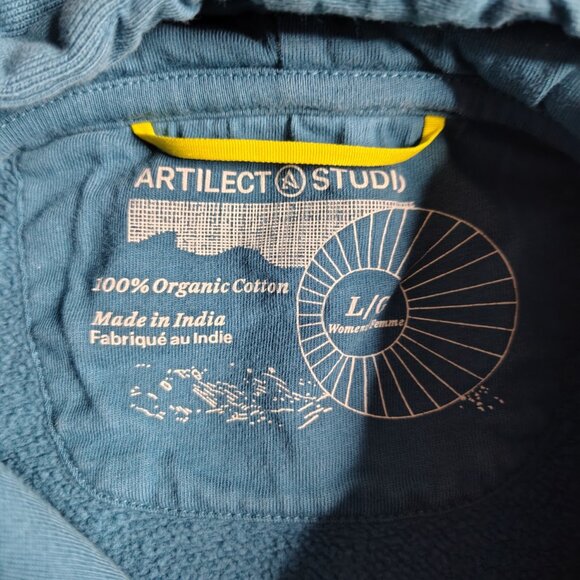 ARTILECT A STUDIO
100% Organic Cotton
L/G
Women/Femme
Made in India
Fabriqué au Indie